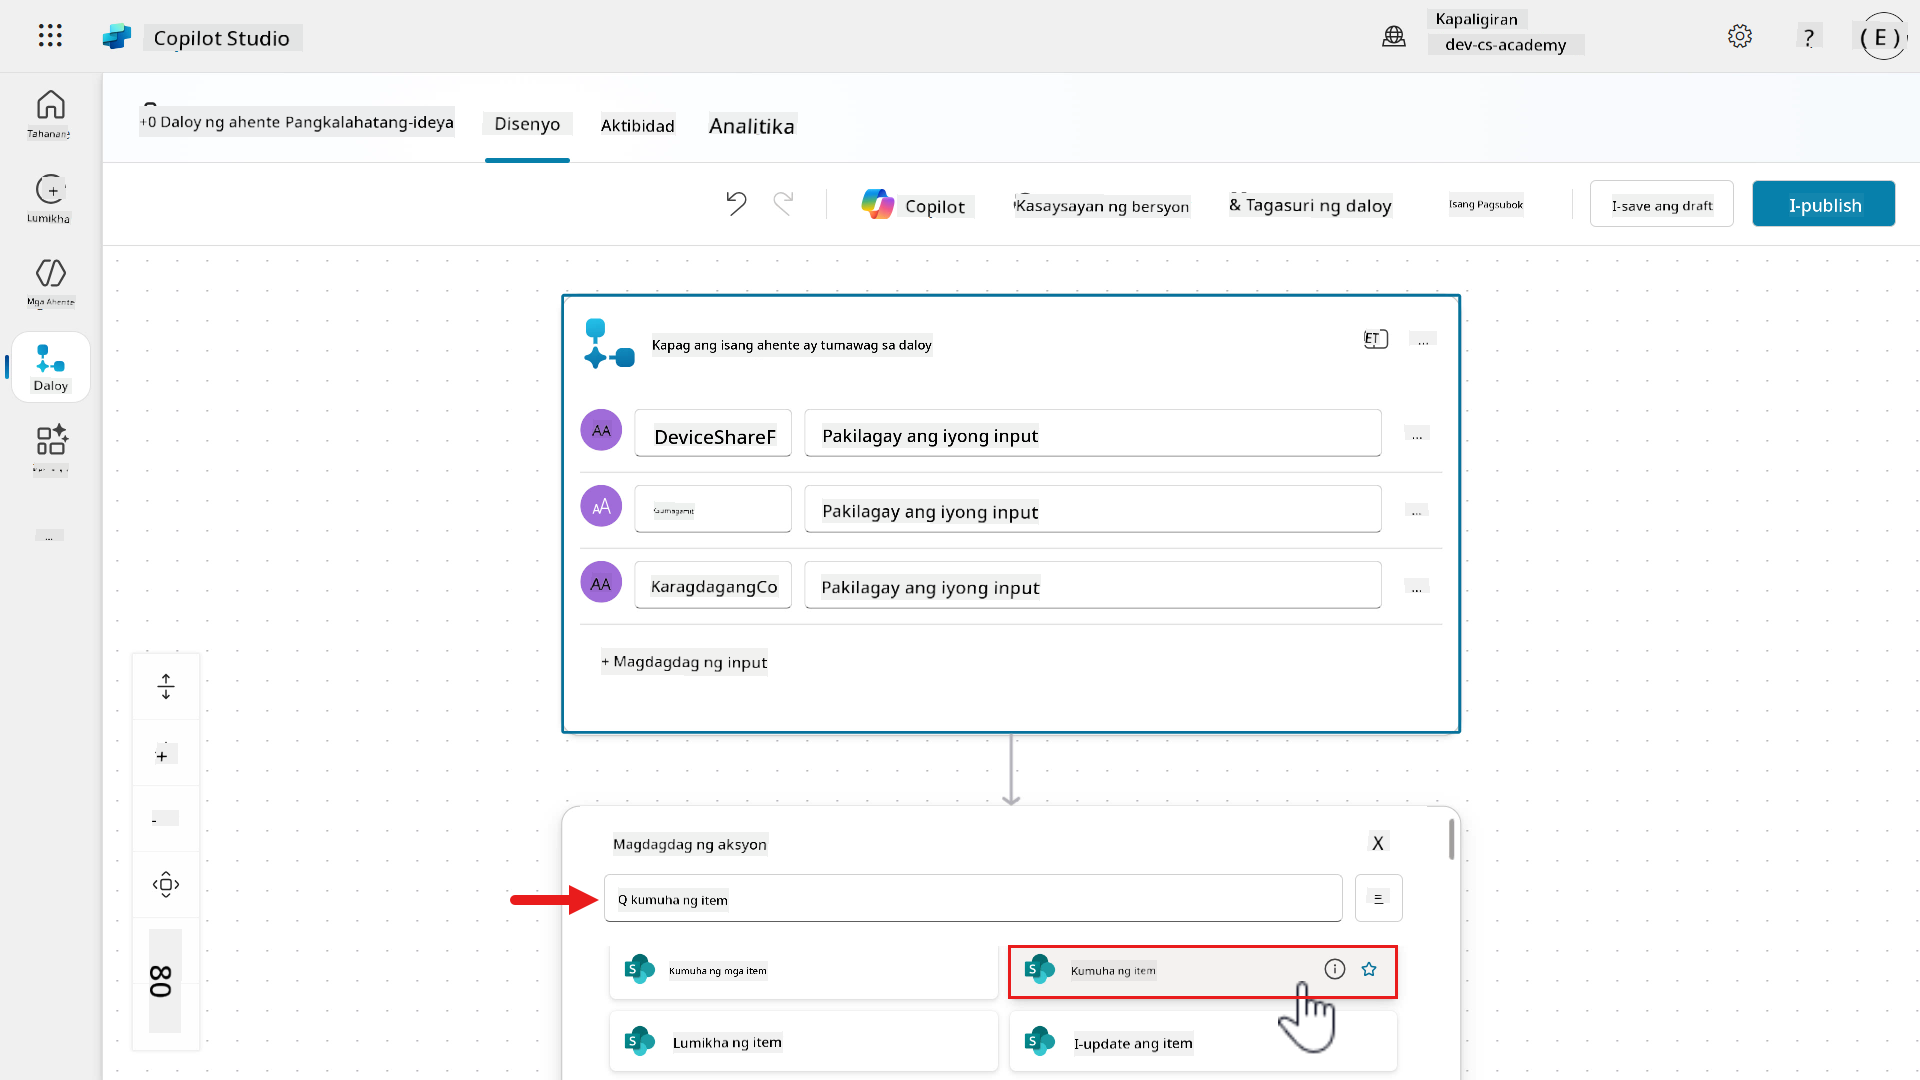 Copilot Studio
Kapaligiran
dev-cs-academy
?
( E )
Tahanang
Lumikha
Mga Ahente
Daloy
...
+0 Daloy ng ahente Pangkalahatang-ideya
Disenyo
Aktibidad
Analitika
Copilot
Kasaysayan ng bersyon
& Tagasuri ng daloy
Isang Pagsubok
I-save ang draft
I-publish
Kapag ang isang ahente ay tumawag sa daloy
ET
...
AA
DeviceShareF
Pakilagay ang iyong input
...
AA
Gumagamit
Pakilagay ang iyong input
...
AA
KaragdagangCo
Pakilagay ang iyong input
...
+ Magdagdag ng input
+
-
80
Magdagdag ng aksyon
X
Q kumuha ng item
Kumuha ng mga item
Kumuha ng item
Lumikha ng item
I-update ang item